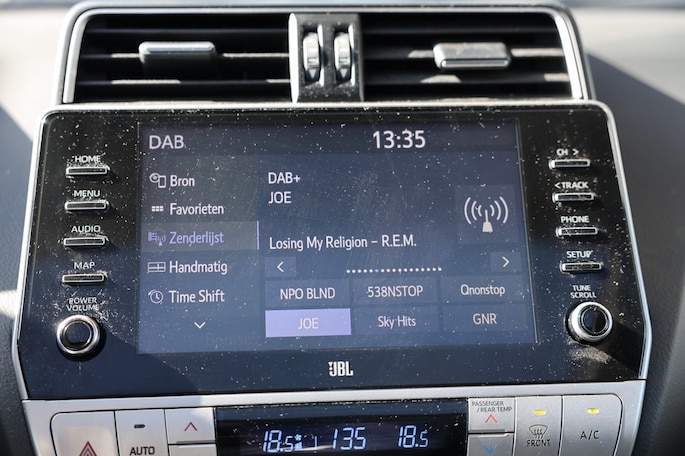 DAB 13:35
HOME
MENU
AUDIO
MAP
POWER
VOLUME
Bron
Favorieten
Zenderlijst
Handmatig
Time Shift
DAB+
JOE
Losing My Religion – R.E.M.
NPO BLND 538NSTOP Qnonstop
JOE Sky Hits GNR
CH >
< TRACK
PHONE
SETUP
TUNE
SCROLL
JBL
AUTO
18.5 135 18.5
PASSENGER
/ REAR TEMP
FRONT
A/C